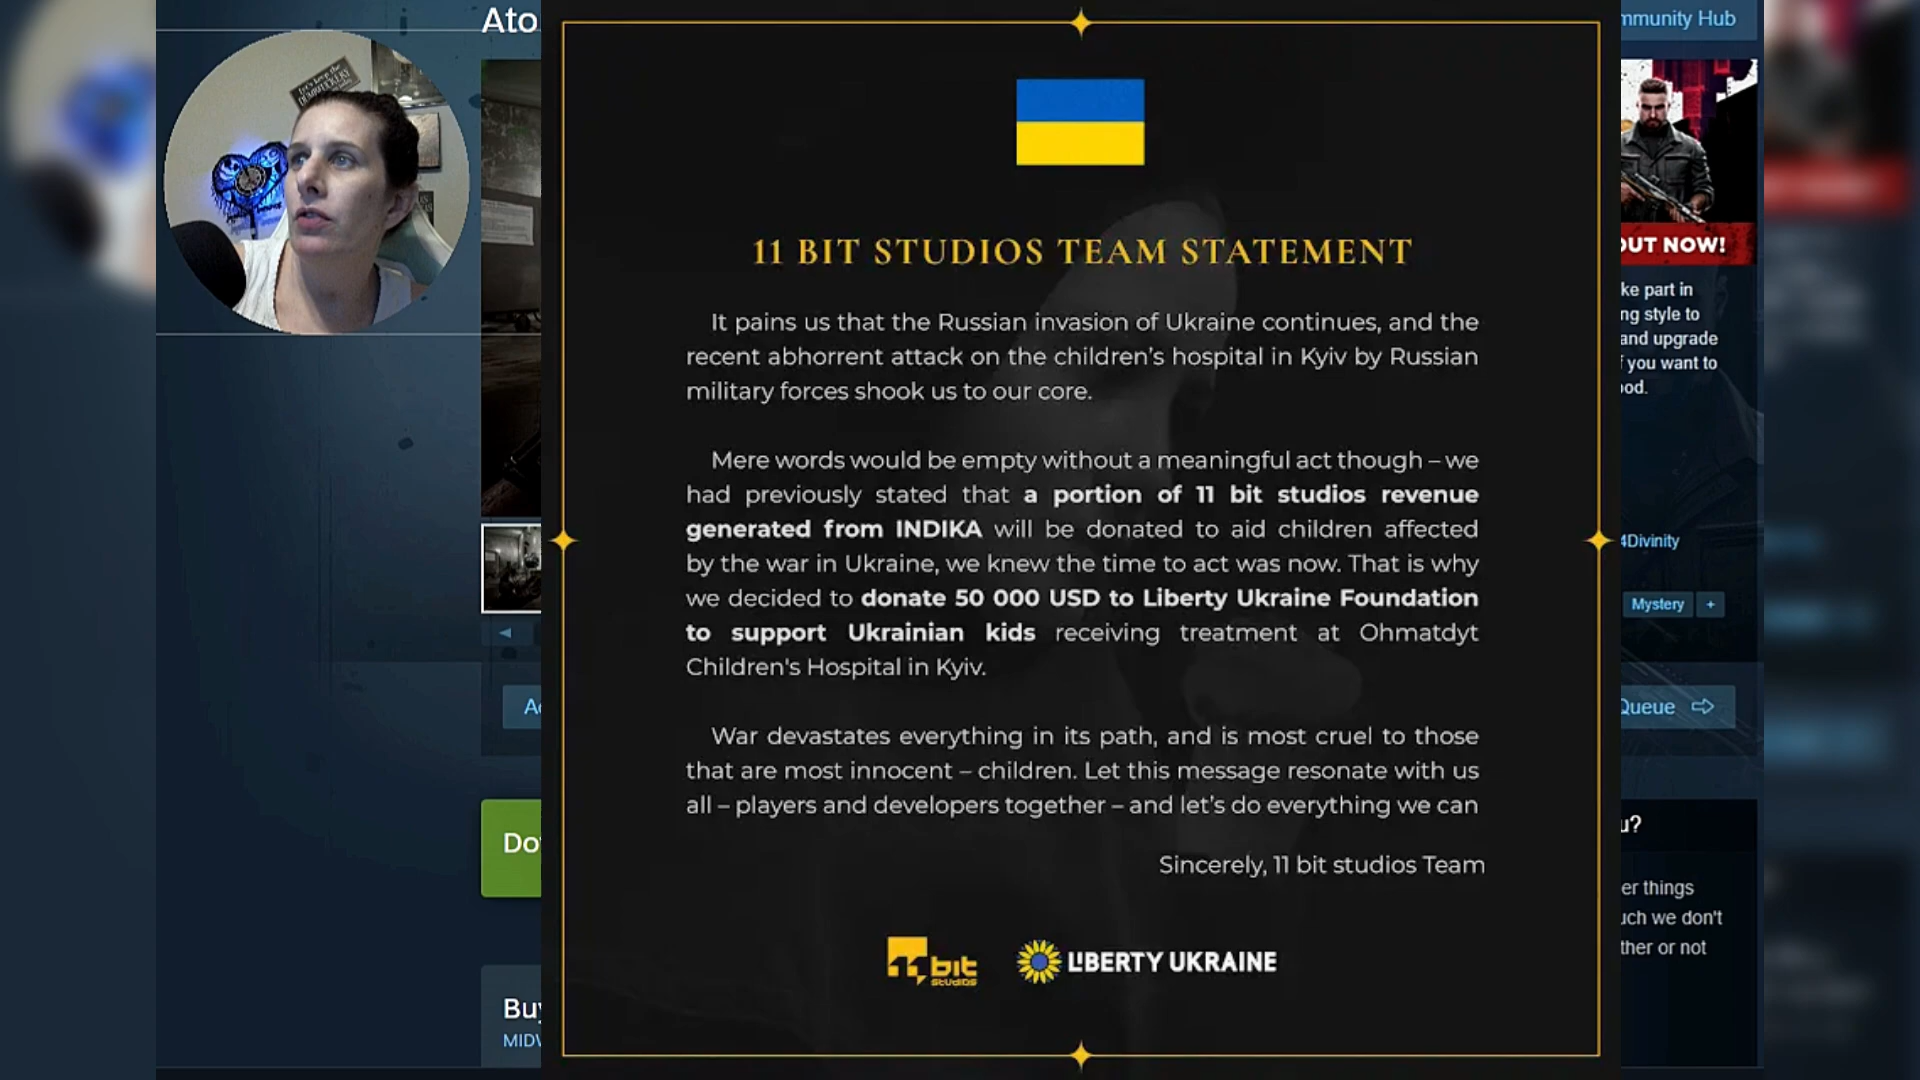 Ato
mmunity Hub
11 BIT STUDIOS TEAM STATEMENT
It pains us that the Russian invasion of Ukraine continues, and the
recent abhorrent attack on the children's hospital in Kyiv by Russian
military forces shook us to our core.
Mere words would be empty without a meaningful act though – we
had previously stated that a portion of 11 bit studios revenue
generated from INDIKA will be donated to aid children affected
by the war in Ukraine, we knew the time to act was now. That is why
we decided to donate 50 000 USD to Liberty Ukraine Foundation
to support Ukrainian kids receiving treatment at Ohmatdyt
Children's Hospital in Kyiv.
War devastates everything in its path, and is most cruel to those
that are most innocent – children. Let this message resonate with us
all – players and developers together – and let's do everything we can
Sincerely, 11 bit studios Team
11 bit
STUDIOS
LIBERTY UKRAINE
OUT NOW!
ke part in
ng style to
and upgrade
f you want to
ood.
4Divinity
Mystery
+
Queue
u?
er things
uch we don't
ther or not
Do
Buy
MIDW